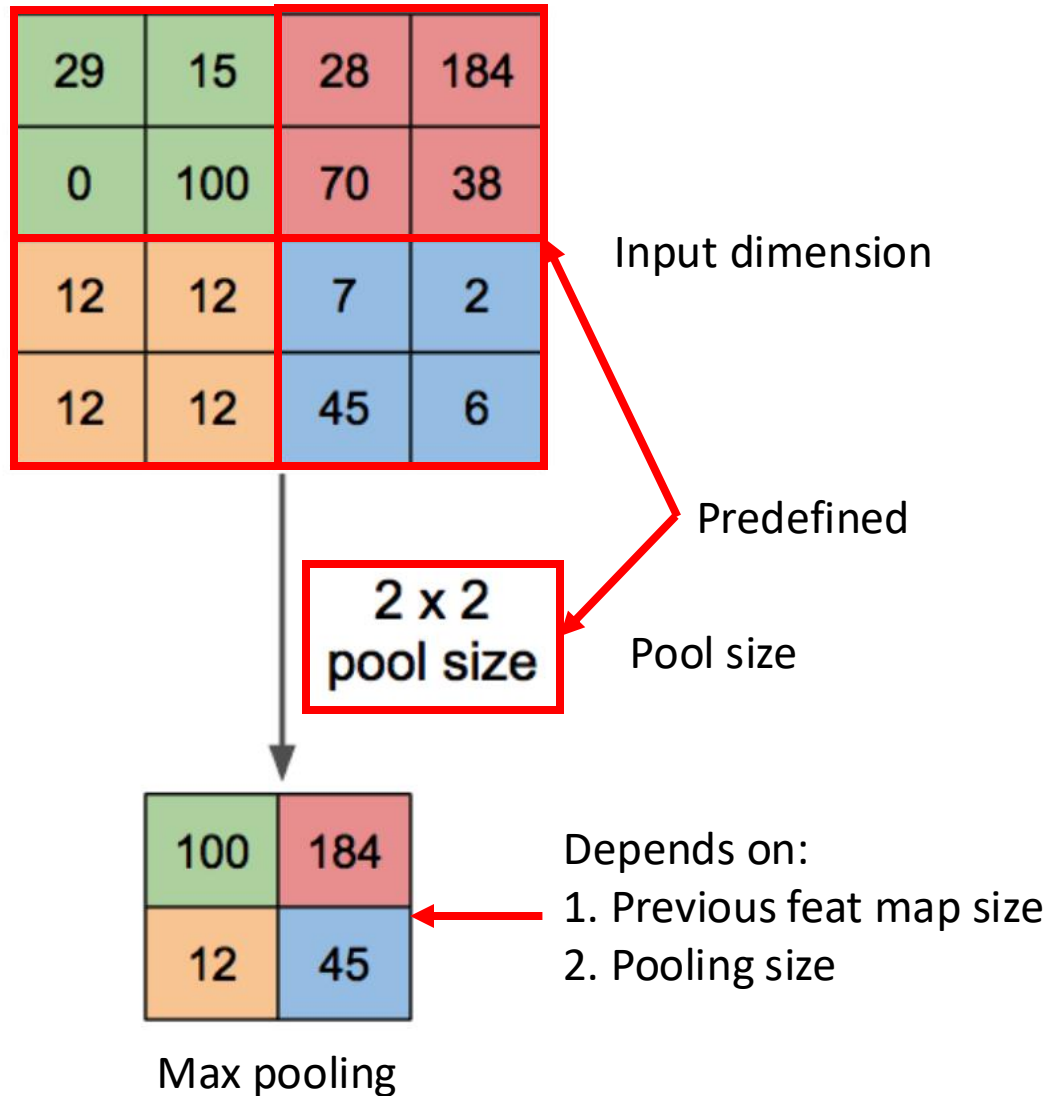 29 15 28 184
0 100 70 38
Input dimension
12 12 7 2
12 12 45 6
Predefined
2 x 2
pool size
Pool size
100 184
12 45
Depends on:
1. Previous feat map size
2. Pooling size
Max pooling